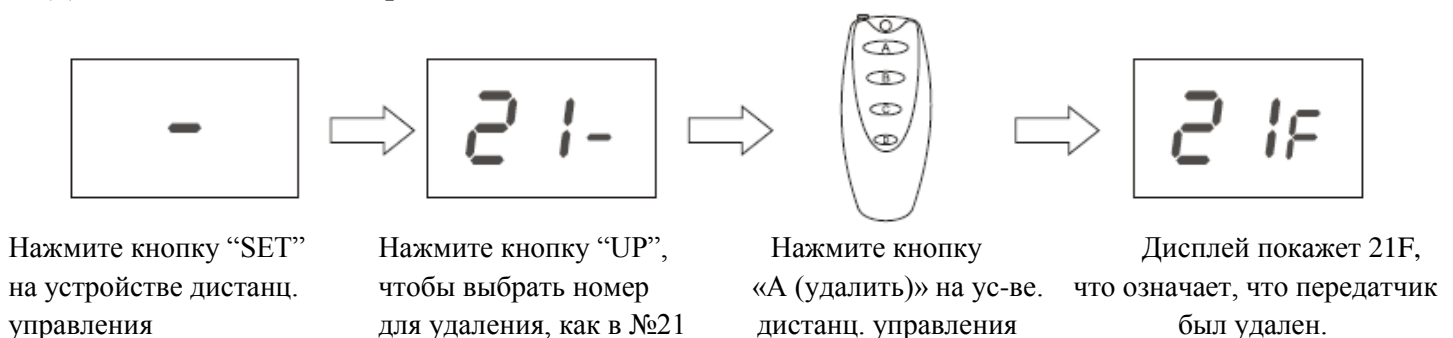 -
21-
A
B
C
D
21F
Нажмите кнопку “SET”
на устройстве дистанц.
управления
Нажмите кнопку “UP”,
чтобы выбрать номер
для удаления, как в №21
Нажмите кнопку
«А (удалить)» на ус-ве.
дистанц. управления
Дисплей покажет 21F,
что означает, что передатчик
был удален.